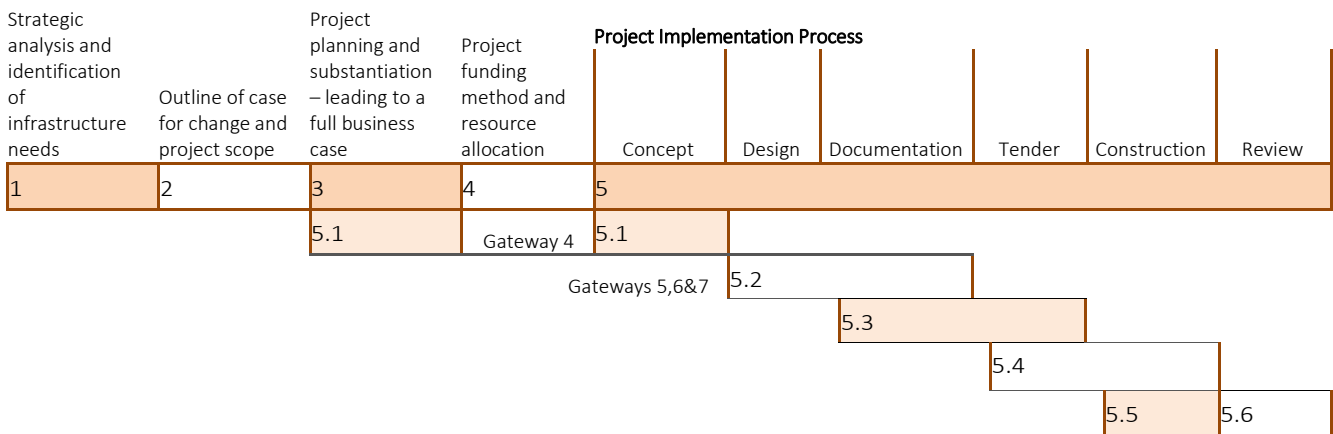 Strategic
analysis and
identification
of
infrastructure
needs
Outline of case
for change and
project scope
Project
planning and
substantiation
– leading to a
full business
case
Project
funding
method and
resource
allocation
Project Implementation Process
Concept
Design
Documentation
Tender
Construction
Review
1
2
3
4
5
5.1
Gateway 4
5.1
Gateways 5,6&7
5.2
5.3
5.4
5.5
5.6